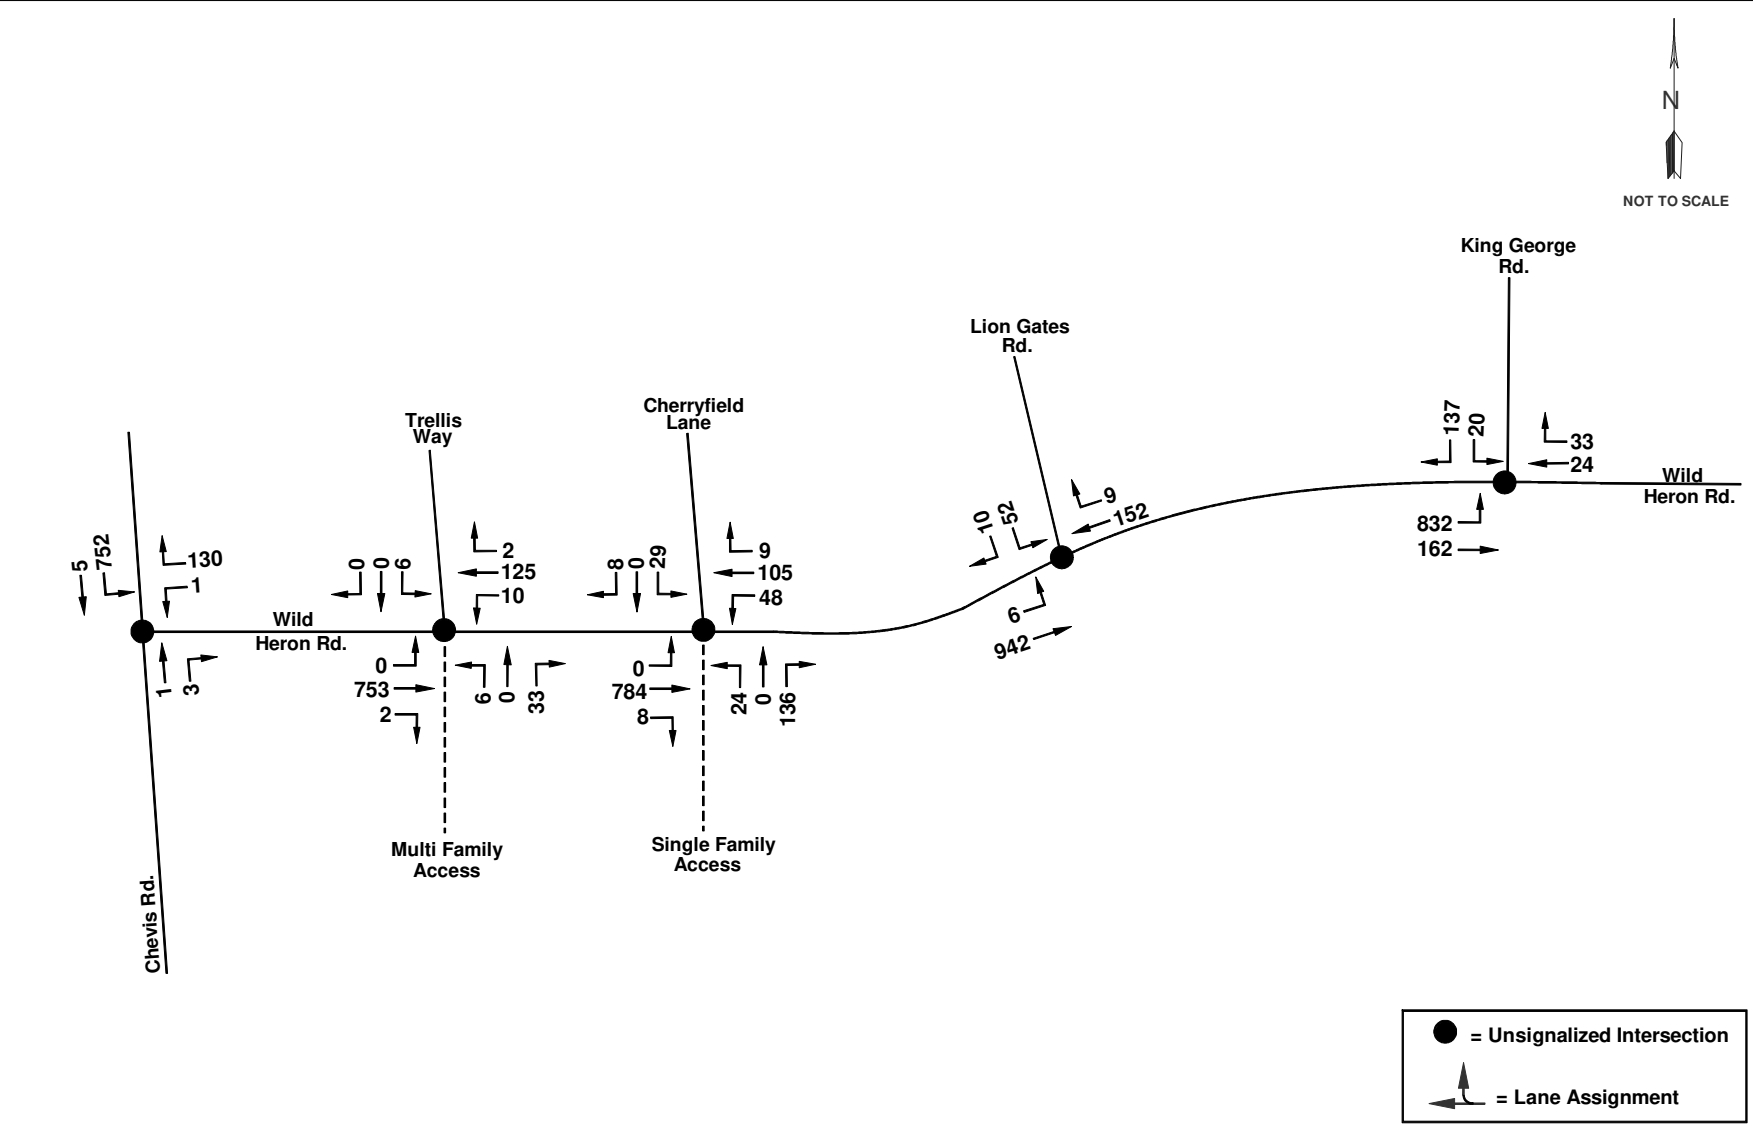 N
NOT TO SCALE
King George
Rd.
Lion Gates
Rd.
Cherryfield
Lane
Trellis
Way
137
20
33
24
Wild
Heron Rd.
832
162
10
52
9
152
6
942
5
752
130
1
1
3
Wild
Heron Rd.
0
0
6
2
125
10
0
753
2
6
0
33
8
0
29
9
105
48
0
784
8
24
0
136
Multi Family
Access
Single Family
Access
Chevis Rd.
= Unsignalized Intersection
= Lane Assignment